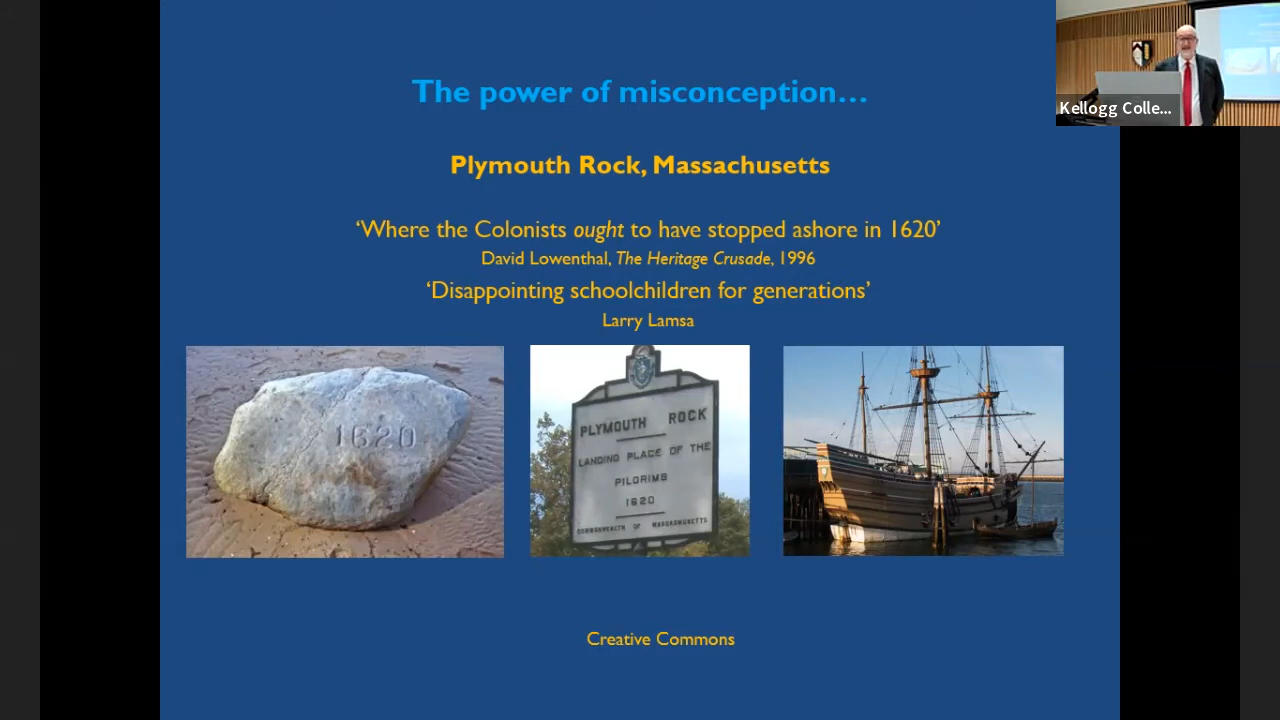 The power of misconception...
Kellogg Colle...
Plymouth Rock, Massachusetts
‘Where the Colonists ought to have stopped ashore in 1620’
David Lowenthal, The Heritage Crusade, 1996
‘Disappointing schoolchildren for generations’
Larry Lamsa
1620
PLYMOUTH ROCK
LANDING PLACE OF THE
PILGRIMS
1620
COMMONWEALTH OF MASSACHUSETTS
Creative Commons